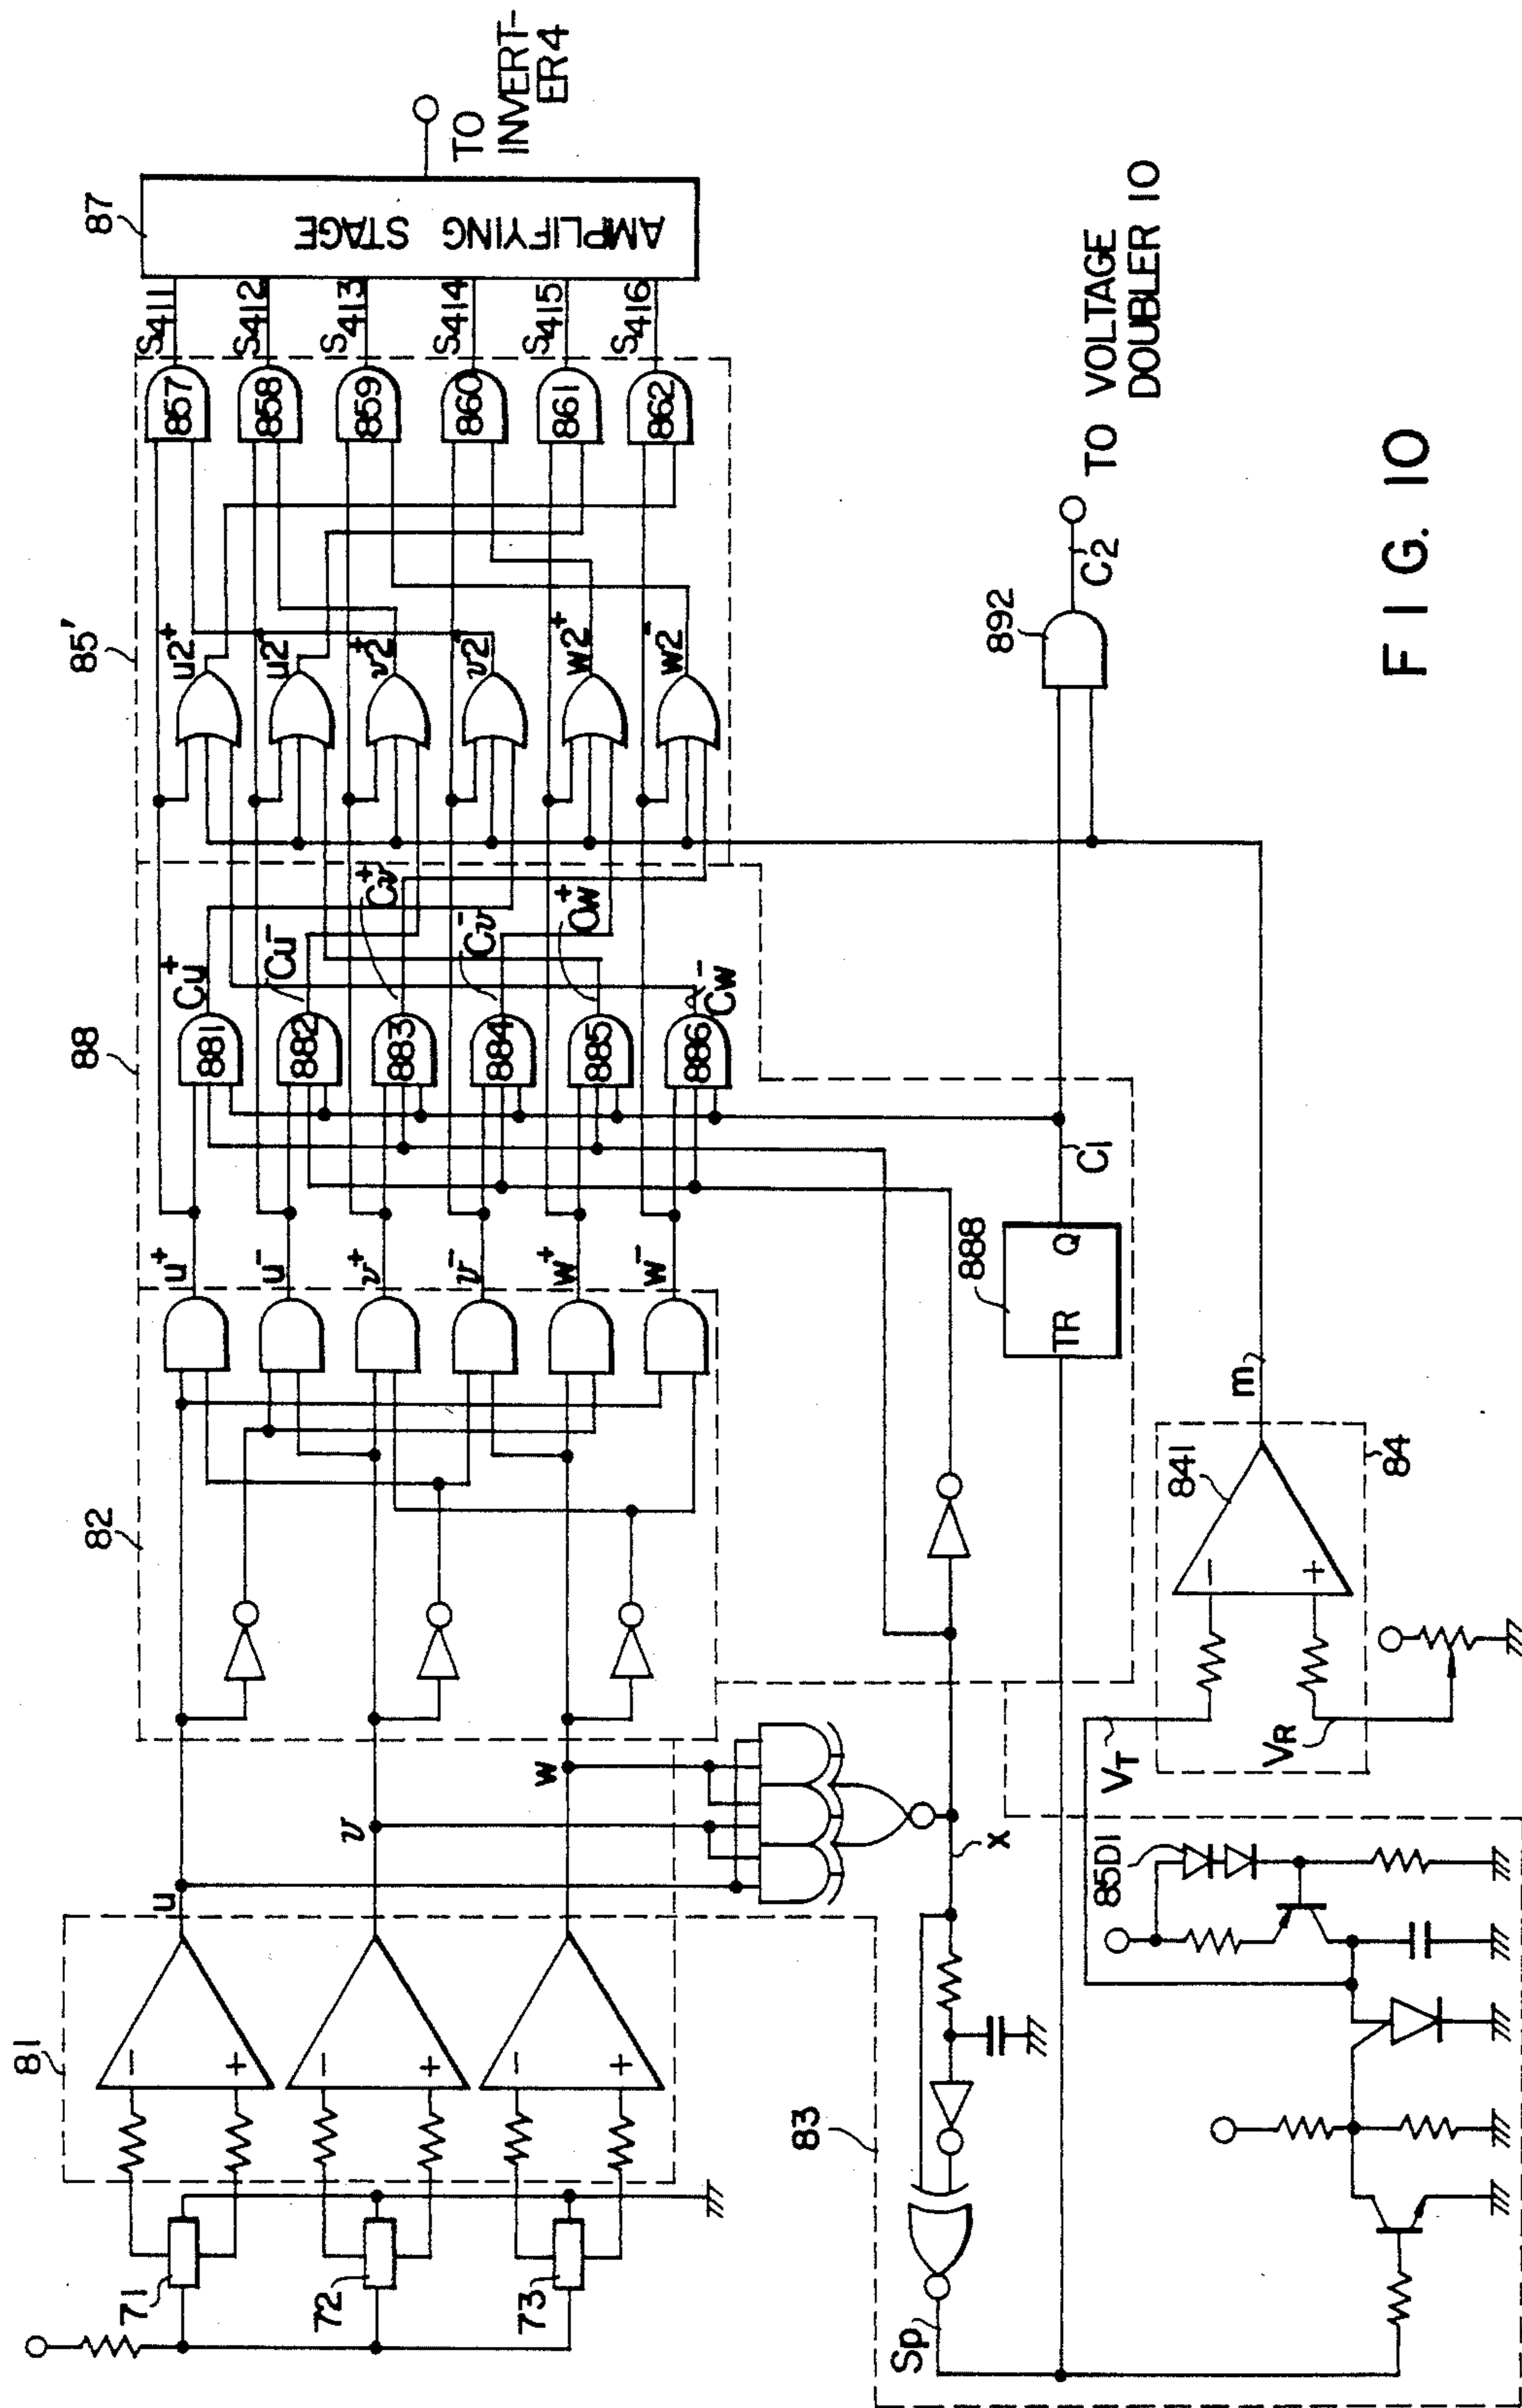 81
82
88
85'
87
71
72
73
u
v
w
u+
u-
v+
v-
w+
w-
Cu+
Cu-
Cv+
Cv-
Cw+
Cw-
881
882
883
884
885
886
u2+
u2-
v2+
v2-
w2+
w2-
857
858
859
860
861
862
S411
S412
S413
S414
S415
S416
AMPLIFYING STAGE
TO
INVERT-
ER4
83
x
Sp
888
TR
Q
C1
892
C2
TO VOLTAGE
DOUBLER 10
m
841
84
VT
VR
85D1
- + - + - +
- +
FIG. 10